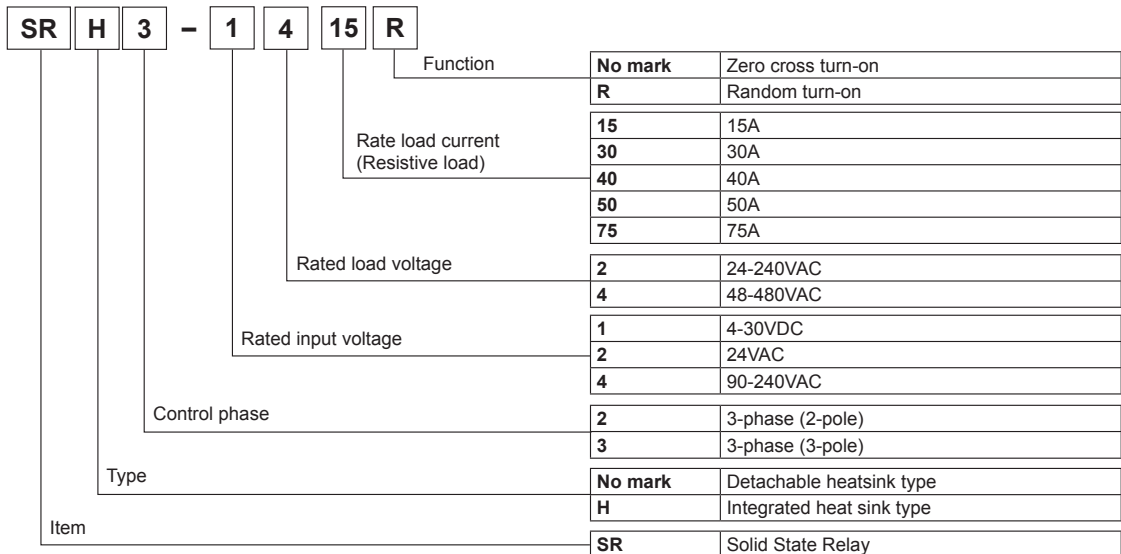 SR H 3 – 1 4 15 R
Function
No mark Zero cross turn-on
R Random turn-on
Rate load current
(Resistive load)
15 15A
30 30A
40 40A
50 50A
75 75A
Rated load voltage
2 24-240VAC
4 48-480VAC
Rated input voltage
1 4-30VDC
2 24VAC
4 90-240VAC
Control phase
2 3-phase (2-pole)
3 3-phase (3-pole)
Type
No mark Detachable heatsink type
H Integrated heat sink type
Item
SR Solid State Relay